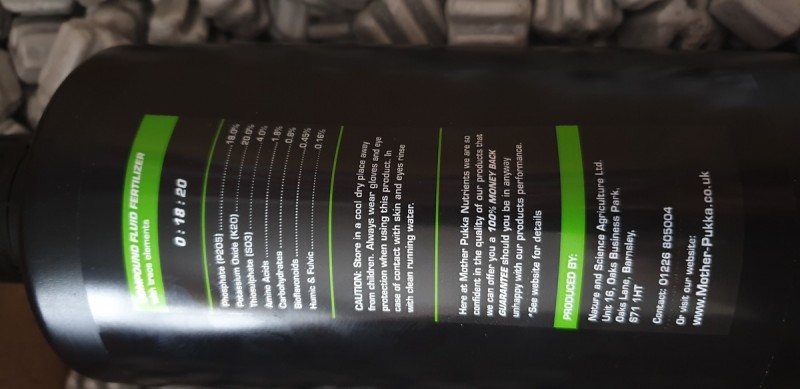 COMPOUND FLUID FERTILIZER
with trace elements
0:18:20
Phosphate (P2O5).....18.0%
Potassium Oxide (K2O).....20.0%
Thiosulphate (SO3).....4.0%
Amino Acids.....1.8%
Carbohydrates.....0.8%
Bioflavonoids.....0.45%
Humic & Fulvic.....0.16%
CAUTION: Store in a cool dry place away
from children. Always wear gloves and eye
protection when using this product. In
case of contact with skin and eyes rinse
with clean running water.
Here at Mother Pukka Nutrients we are so
confident in the quality of our products that
we can offer you a 100% MONEY BACK
GUARANTEE should you be in anyway
unhappy with our products performance.
*See website for details
PRODUCED BY:
Nature and Science Agriculture Ltd.
Unit 16, Oaks Business Park,
Oaks Lane, Barnsley,
S71 1HT
Contact: 01226 805004
Or visit our website:
www.Mother-Pukka.co.uk